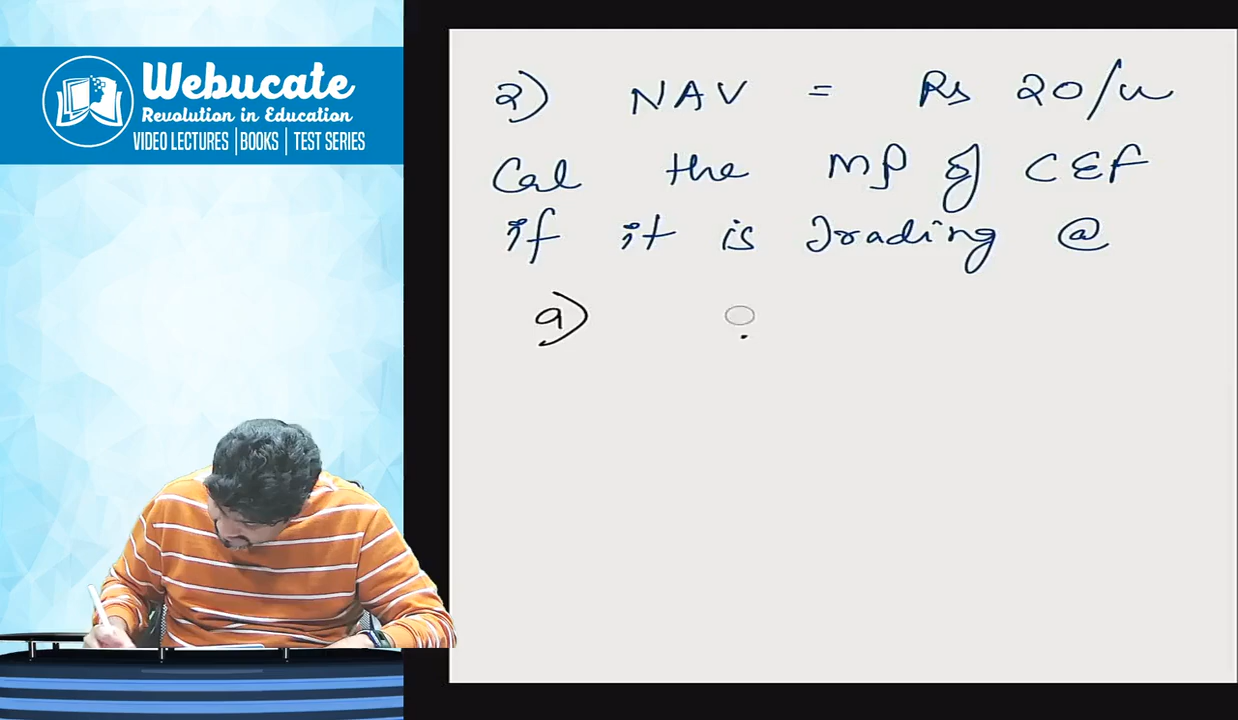 Webucate
Revolution in Education
VIDEO LECTURES | BOOKS | TEST SERIES
2) NAV = Rs 20/u
Cal the MP of CEF
if it is Trading @
a)